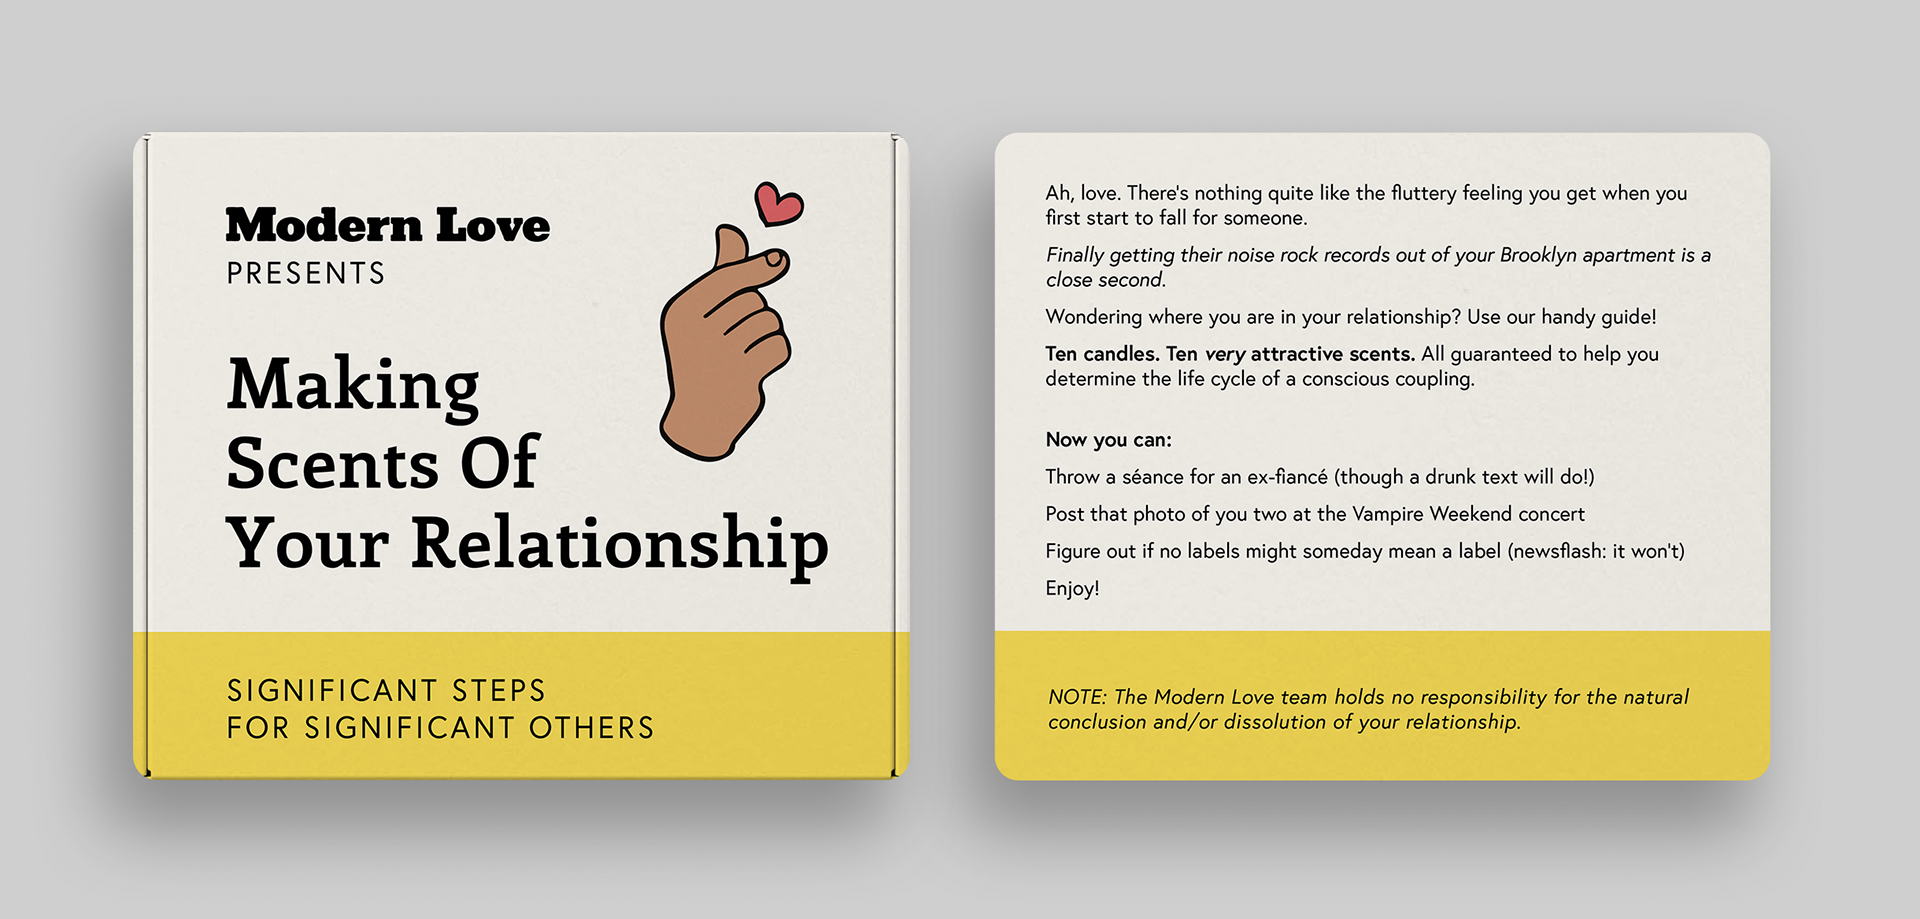 Modern Love
PRESENTS
Making
Scents Of
Your Relationship
SIGNIFICANT STEPS
FOR SIGNIFICANT OTHERS
Ah, love. There's nothing quite like the fluttery feeling you get when you
first start to fall for someone.
Finally getting their noise rock records out of your Brooklyn apartment is a
close second.
Wondering where you are in your relationship? Use our handy guide!
Ten candles. Ten very attractive scents. All guaranteed to help you
determine the life cycle of a conscious coupling.
Now you can:
Throw a séance for an ex-fiancé (though a drunk text will do!)
Post that photo of you two at the Vampire Weekend concert
Figure out if no labels might someday mean a label (newsflash: it won't)
Enjoy!
NOTE: The Modern Love team holds no responsibility for the natural
conclusion and/or dissolution of your relationship.